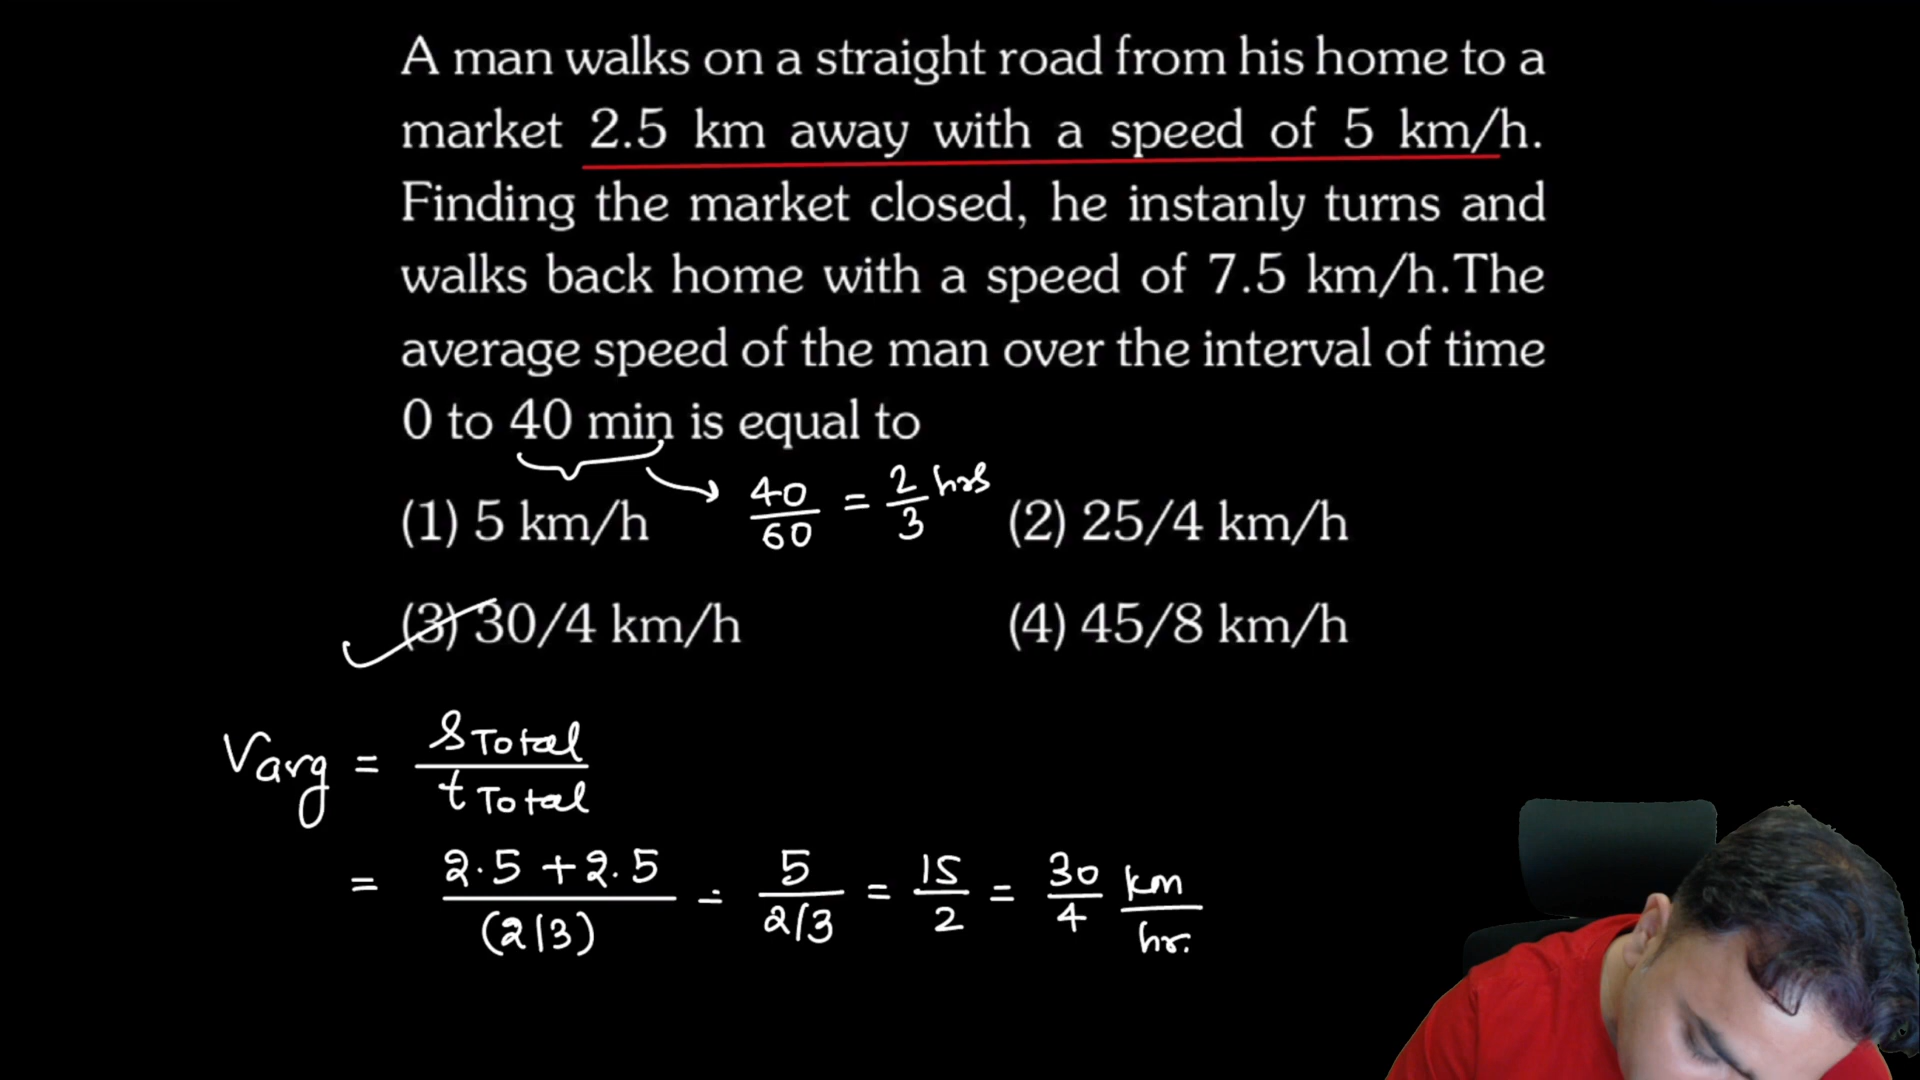 A man walks on a straight road from his home to a
market 2.5 km away with a speed of 5 km/h.
Finding the market closed, he instanly turns and
walks back home with a speed of 7.5 km/h.The
average speed of the man over the interval of time
0 to 40 min is equal to
40/60 = 2/3 hrs
(1) 5 km/h (2) 25/4 km/h
(3) 30/4 km/h (4) 45/8 km/h
Vavg = STotal / tTotal
= 2.5 + 2.5 / (2/3) = 5 / 2/3 = 15/2 = 30/4 km/hr.